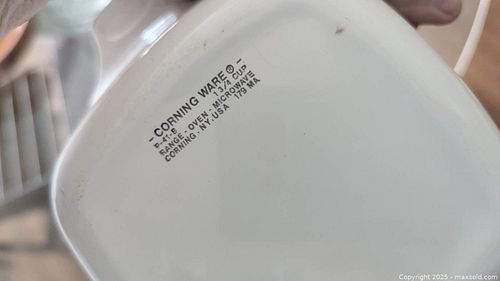 - CORNING WARE ® -
P-41-B 1 3/4 CUP
RANGE - OVEN - MICROWAVE
CORNING - NY. USA 179 MA
Copyright 2025 - maxsold.com